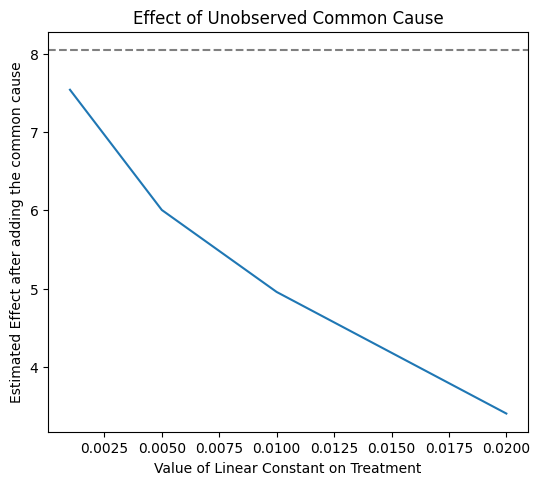 Effect of Unobserved Common Cause
Estimated Effect after adding the common cause
8
7
6
5
4
0.0025 0.0050 0.0075 0.0100 0.0125 0.0150 0.0175 0.0200
Value of Linear Constant on Treatment